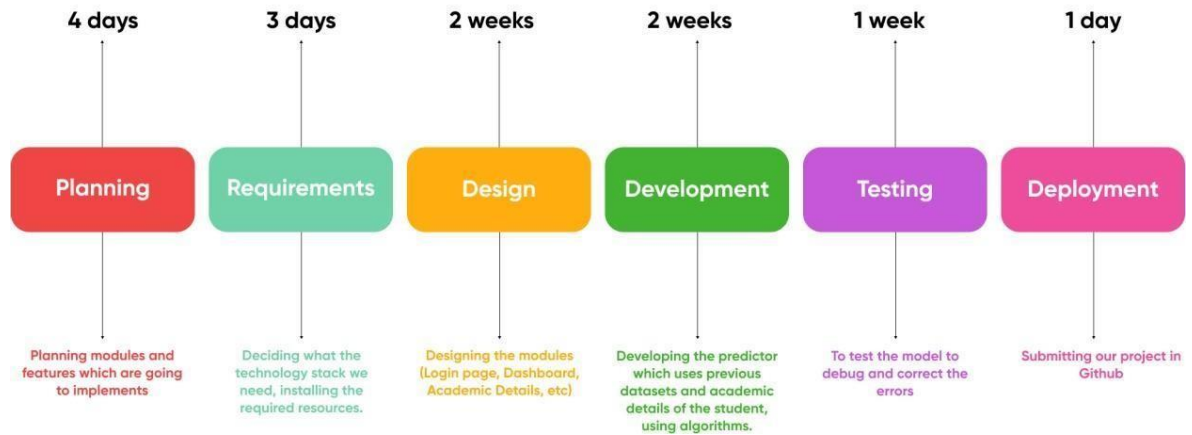 4 days
3 days
2 weeks
2 weeks
1 week
1 day
Planning
Requirements
Design
Development
Testing
Deployment
Planning modules and
features which are going
to implements
Deciding what the
technology stack we
need, installing the
required resources.
Designing the modules
(Login page, Dashboard,
Academic Details, etc)
Developing the predictor
which uses previous
datasets and academic
details of the student,
using algorithms.
To test the model to
debug and correct the
errors
Submitting our project in
Github